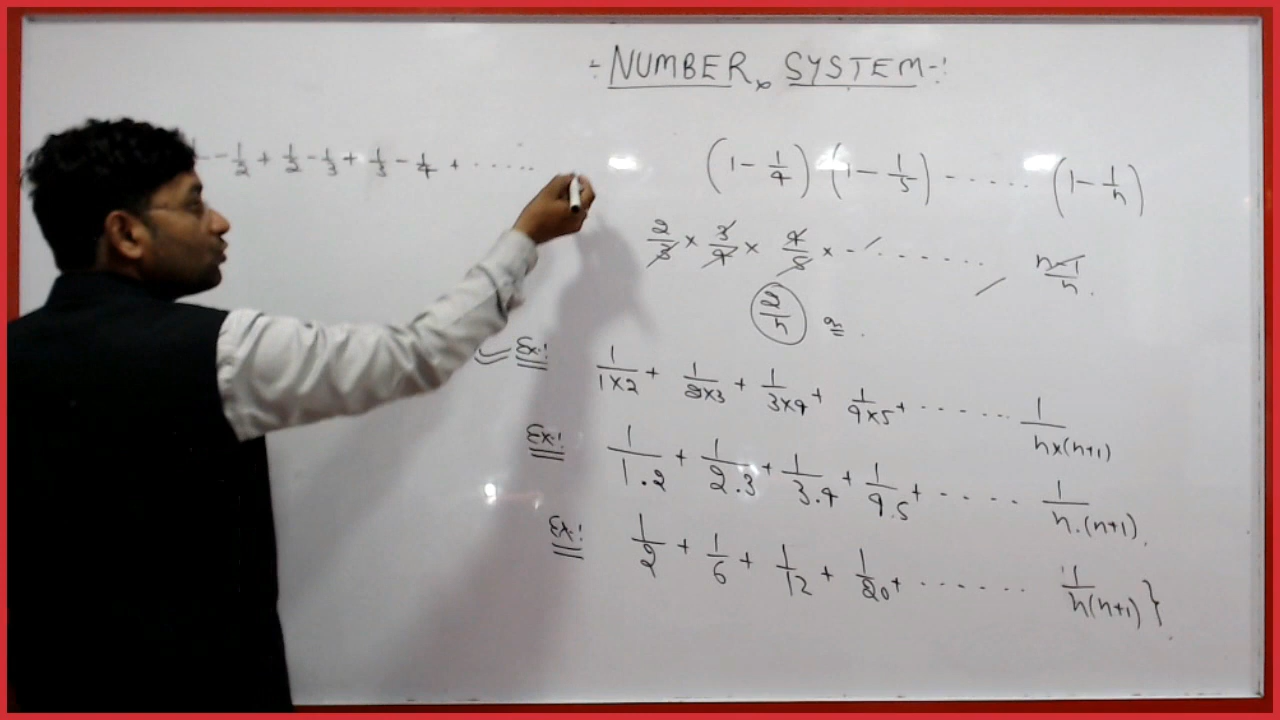 :- NUMBER SYSTEM -:
- 1/2 + 1/2 - 1/3 + 1/3 - 1/4 + ......
(1 - 1/4) (1 - 1/5) ...... (1 - 1/n)
2/3 × 3/4 × 4/5 × ........ n-1/n.
2/n
Ex:- 1/1×2 + 1/2×3 + 1/3×4 + 1/4×5 + ...... 1/n×(n+1)
Ex:- 1/1.2 + 1/2.3 + 1/3.4 + 1/4.5 + ...... 1/n.(n+1).
Ex:- 1/2 + 1/6 + 1/12 + 1/20 + ...... 1/n(n+1) }